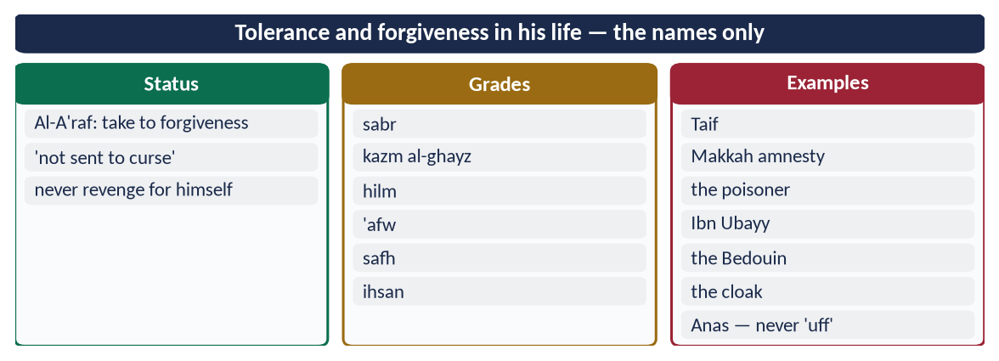 Tolerance and forgiveness in his life — the names only
Status
Al-A'raf: take to forgiveness
'not sent to curse'
never revenge for himself
Grades
sabr
kazm al-ghayz
hilm
'afw
safh
ihsan
Examples
Taif
Makkah amnesty
the poisoner
Ibn Ubayy
the Bedouin
the cloak
Anas — never 'uff'